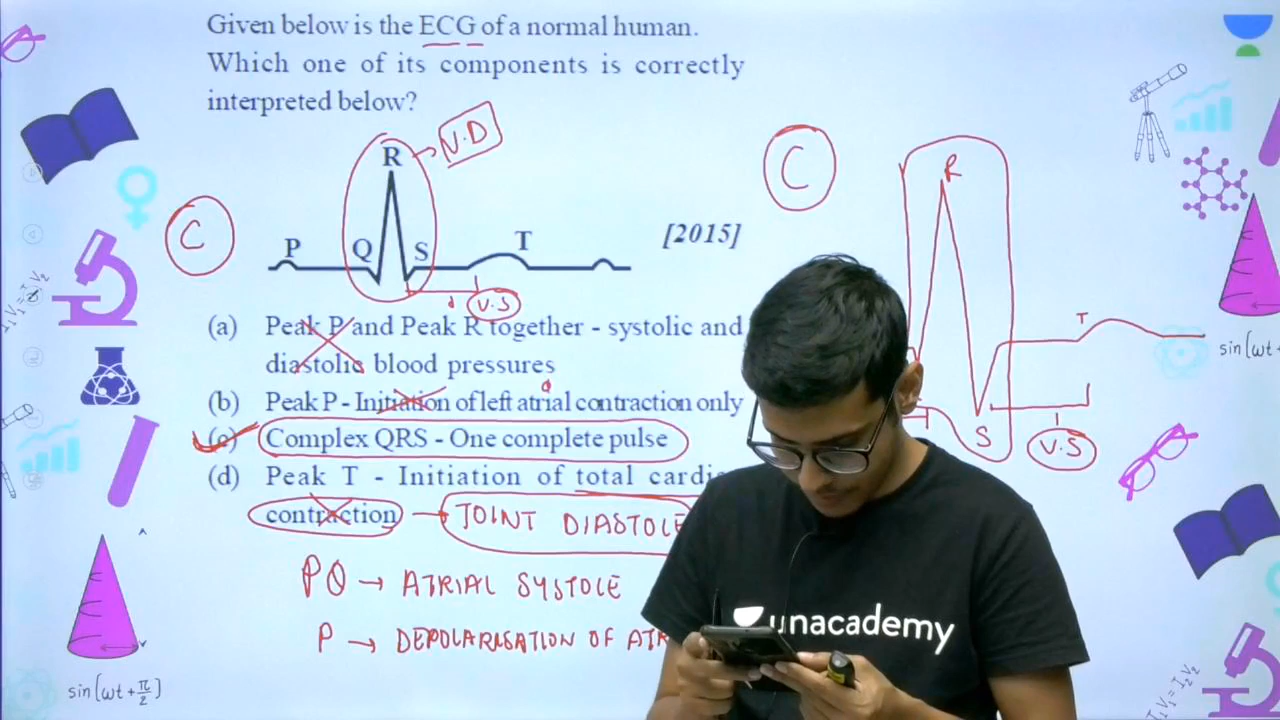 Given below is the ECG of a normal human.
Which one of its components is correctly
interpreted below?
R
V.D
C
P
Q
S
T
[2015]
V.S
C
R
T
S
V.S
(a) Peak P and Peak R together - systolic and
diastolic blood pressures
(b) Peak P - Initiation of left atrial contraction only
(c) Complex QRS - One complete pulse
(d) Peak T - Initiation of total
contraction → JOINT DIASTOLE
PQ → ATRIAL SYSTOLE
P → DEPOLARISATION OF
unacademy
sin(ωt + π/2)
sin(ωt +